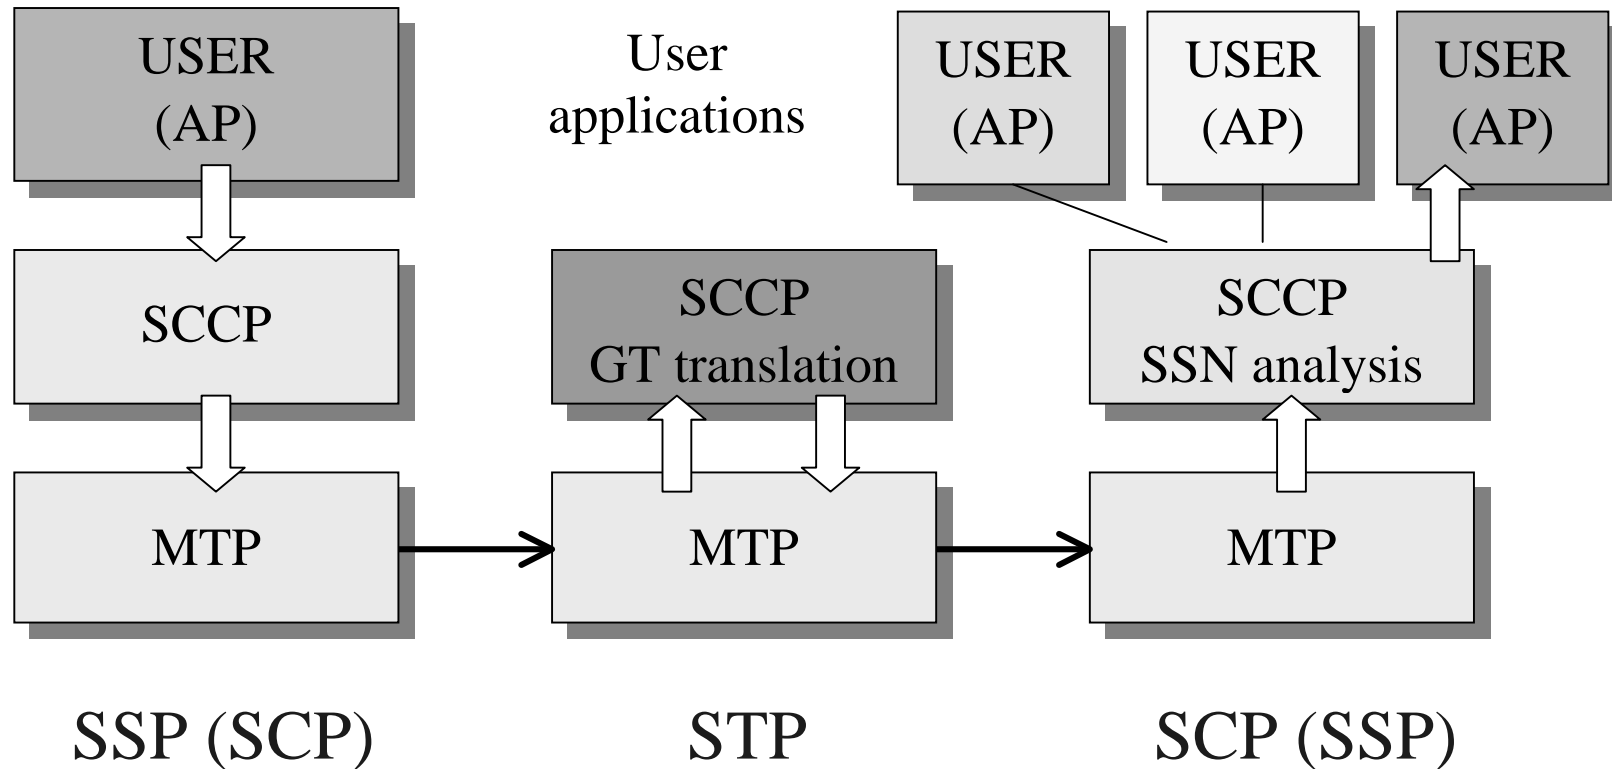 USER
(AP)
User
applications
USER
(AP)
USER
(AP)
USER
(AP)
SCCP
SCCP
GT translation
SCCP
SSN analysis
MTP
MTP
MTP
SSP (SCP)
STP
SCP (SSP)